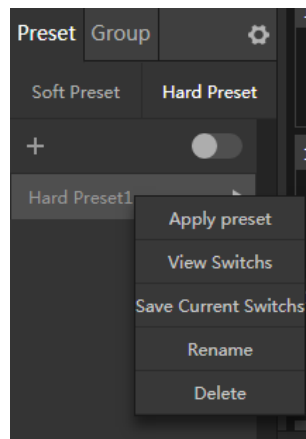 Preset Group
Soft Preset Hard Preset
Hard Preset1
Apply preset
View Switchs
Save Current Switchs
Rename
Delete